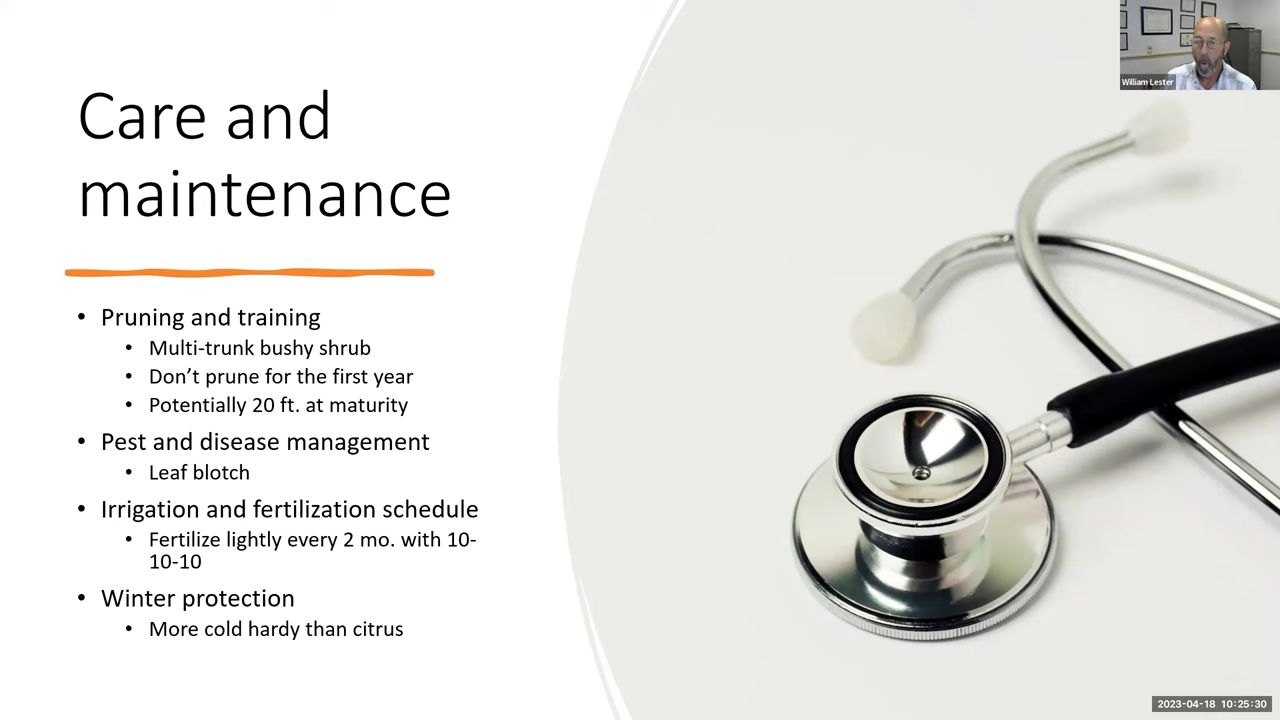 Care and
maintenance
• Pruning and training
• Multi-trunk bushy shrub
• Don’t prune for the first year
• Potentially 20 ft. at maturity
• Pest and disease management
• Leaf blotch
• Irrigation and fertilization schedule
• Fertilize lightly every 2 mo. with 10-
10-10
• Winter protection
• More cold hardy than citrus
William Lester
2023-04-18 10:25:30